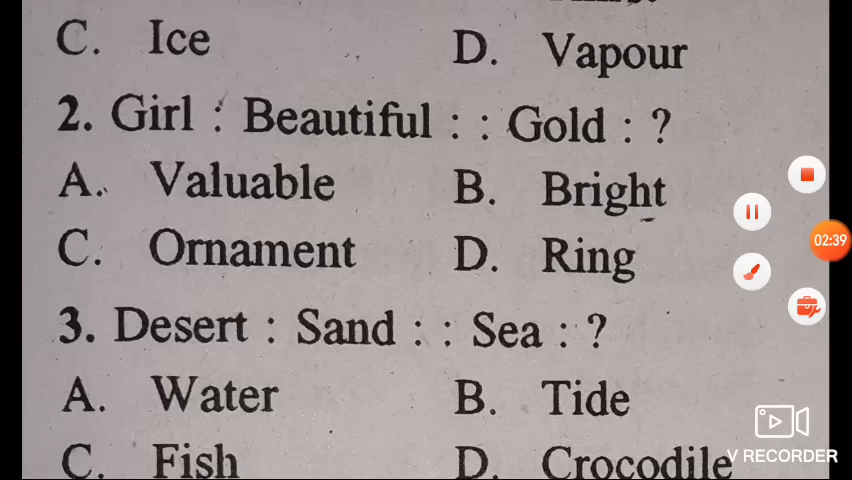 C. Ice D. Vapour
2. Girl : Beautiful : : Gold : ?
A. Valuable B. Bright
C. Ornament D. Ring
3. Desert : Sand : : Sea : ?
A. Water B. Tide
C. Fish D. Crocodile
02:39
V RECORDER